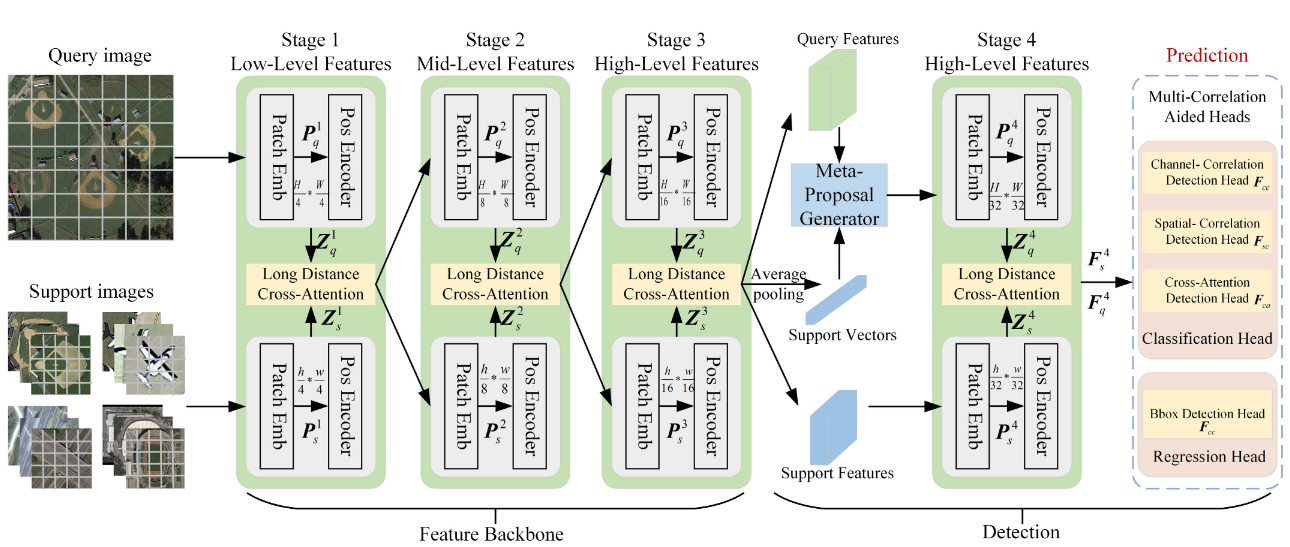 Query image
Support images
Stage 1
Low-Level Features
Patch Emb
P_q^1
H/4 * W/4
Pos Encoder
Z_q^1
Long Distance
Cross-Attention
Z_s^1
Patch Emb
h/4 * w/4
P_s^1
Pos Encoder
Stage 2
Mid-Level Features
Patch Emb
P_q^2
H/8 * W/8
Pos Encoder
Z_q^2
Long Distance
Cross-Attention
Z_s^2
Patch Emb
h/8 * w/8
P_s^2
Pos Encoder
Stage 3
High-Level Features
Patch Emb
P_q^3
H/16 * W/16
Pos Encoder
Z_q^3
Long Distance
Cross-Attention
Z_s^3
Patch Emb
h/16 * w/16
P_s^3
Pos Encoder
Feature Backbone
Query Features
Meta-
Proposal
Generator
Average
pooling
Support Vectors
Support Features
Stage 4
High-Level Features
Patch Emb
P_q^4
H/32 * W/32
Pos Encoder
Z_q^4
Long Distance
Cross-Attention
Z_s^4
Patch Emb
h/32 * w/32
P_s^4
Pos Encoder
F_s^4
F_q^4
Prediction
Multi-Correlation
Aided Heads
Channel- Correlation
Detection Head F_cc
Spatial- Correlation
Detection Head F_sc
Cross-Attention
Detection Head F_ca
Classification Head
Bbox Detection Head
F_cc
Regression Head
Detection